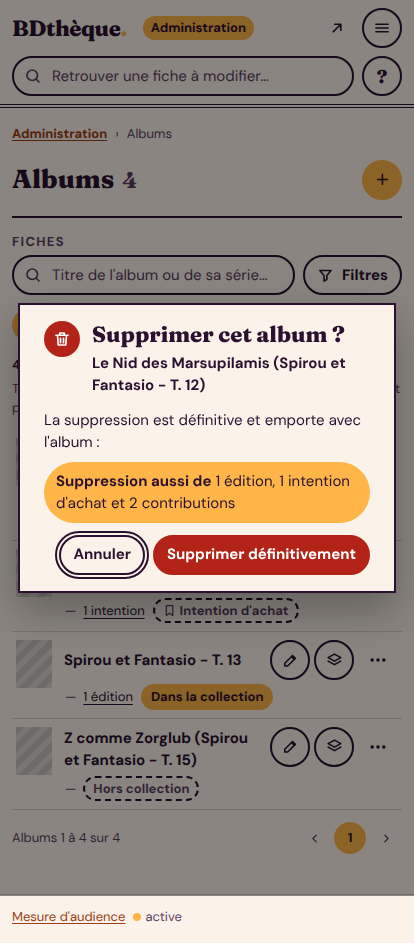 BDthèque. Administration
Retrouver une fiche à modifier... ?
Administration › Albums
Albums 4
FICHES
Titre de l'album ou de sa série... Filtres
Supprimer cet album ?
Le Nid des Marsupilamis (Spirou et
Fantasio - T. 12)
La suppression est définitive et emporte avec
l'album :
Suppression aussi de 1 édition, 1 intention
d'achat et 2 contributions
Annuler Supprimer définitivement
— 1 intention Intention d'achat
Spirou et Fantasio - T. 13
— 1 édition Dans la collection
Z comme Zorglub (Spirou
et Fantasio - T. 15)
— Hors collection
Albums 1 à 4 sur 4 ‹ 1 ›
Mesure d'audience active